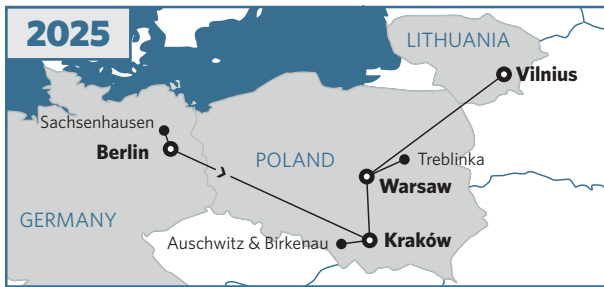 2025
LITHUANIA
Vilnius
Sachsenhausen
Berlin
POLAND
Treblinka
Warsaw
GERMANY
Auschwitz & Birkenau
Kraków